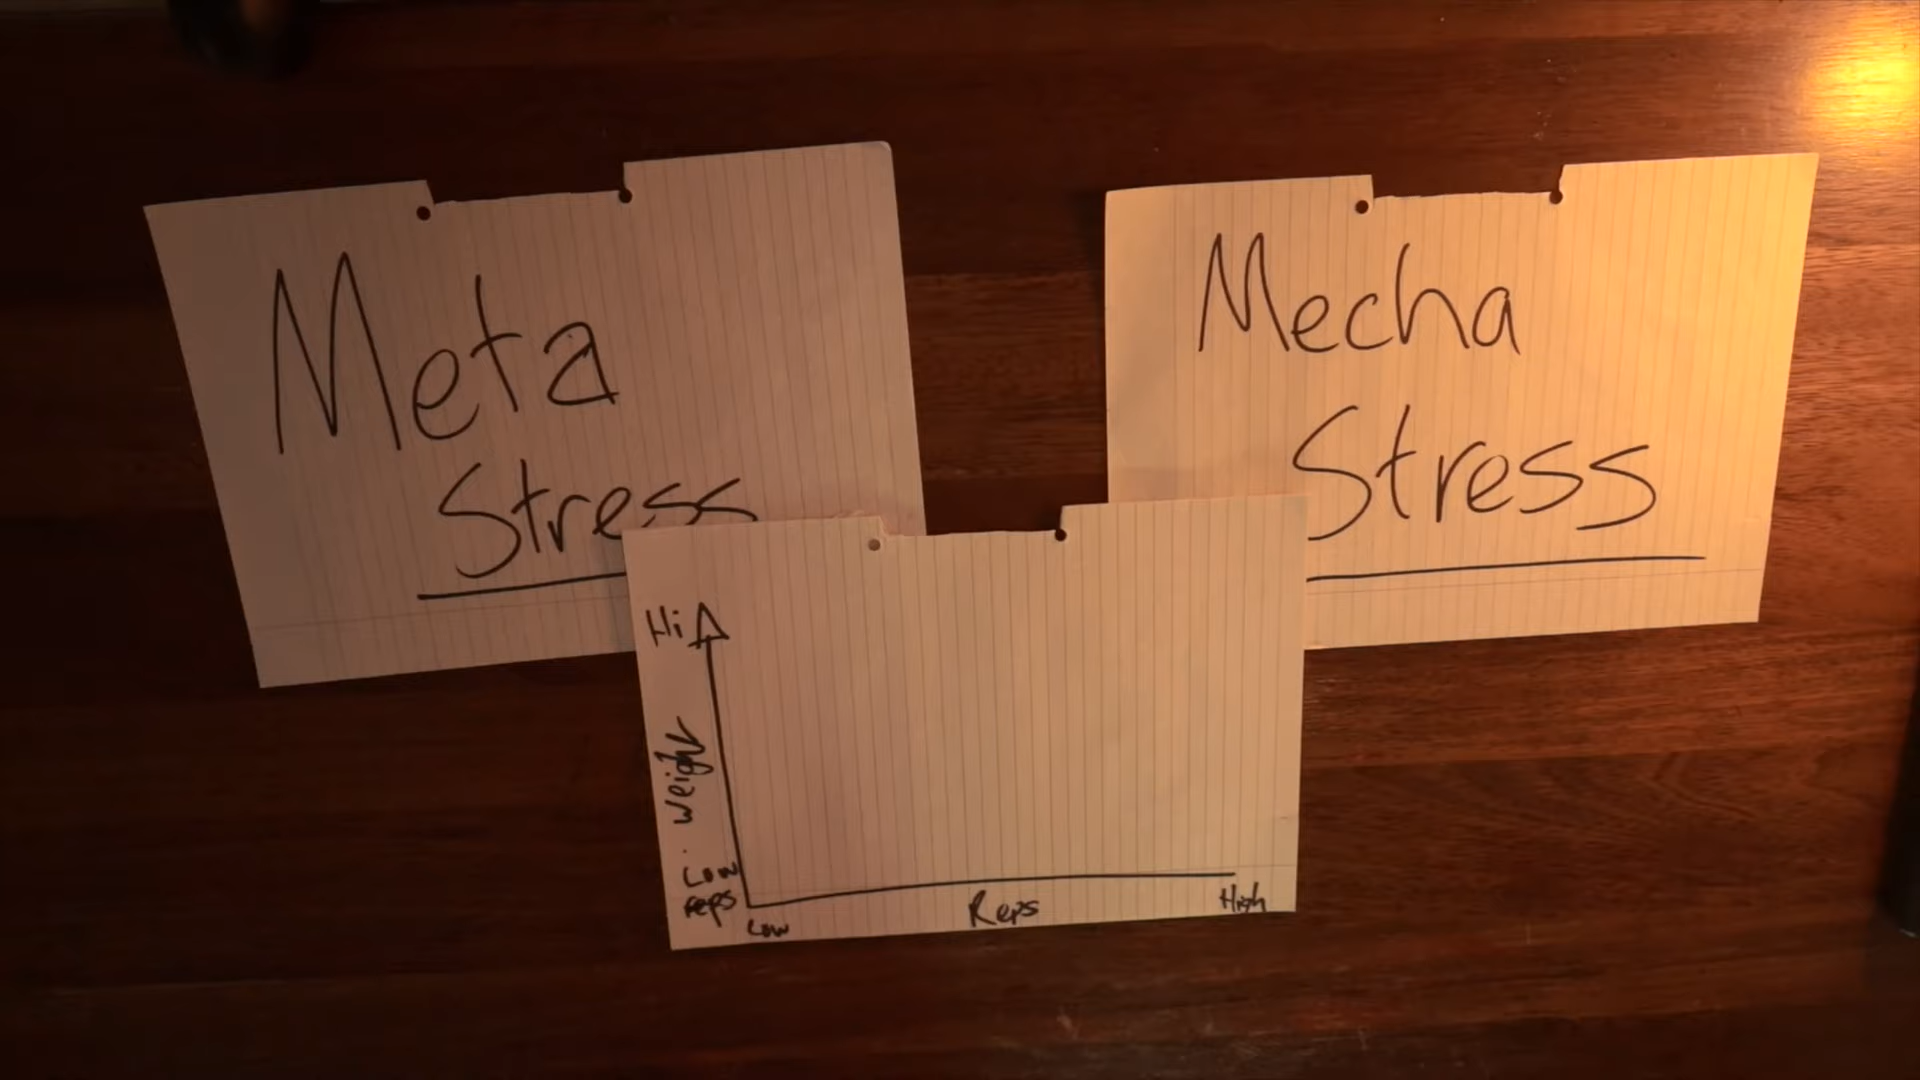 Meta
Stress
Mecha
Stress
Hi
Weight
Low
reps
Low
Reps
High